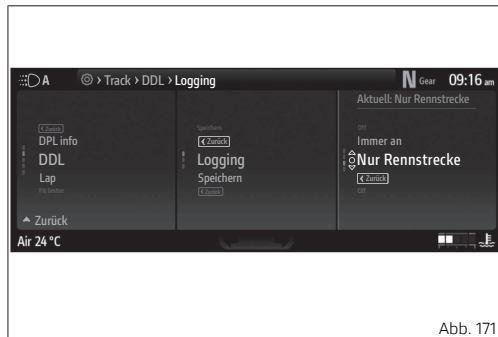 A
› Track › DDL › Logging
N Gear 09:16 am
Zurück
DPL info
DDL
Lap
Zurück
Speichern
Zurück
Logging
Speichern
Zurück
Aktuell: Nur Rennstrecke
Off
Immer an
Nur Rennstrecke
Zurück
Off
Air 24 °C
Abb. 171